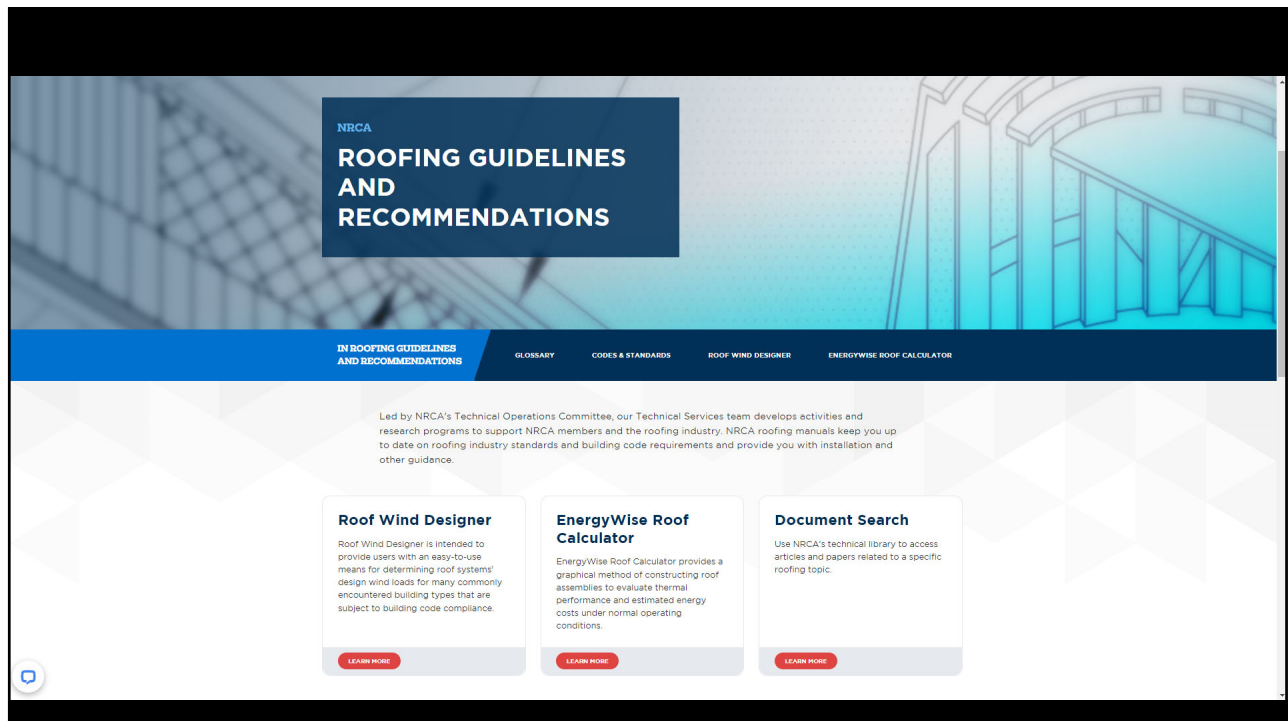 NRCA
ROOFING GUIDELINES
AND
RECOMMENDATIONS
IN ROOFING GUIDELINES
AND RECOMMENDATIONS
GLOSSARY
CODES & STANDARDS
ROOF WIND DESIGNER
ENERGYWISE ROOF CALCULATOR
Led by NRCA's Technical Operations Committee, our Technical Services team develops activities and
research programs to support NRCA members and the roofing industry. NRCA roofing manuals keep you up
to date on roofing industry standards and building code requirements and provide you with installation and
other guidance.
Roof Wind Designer
Roof Wind Designer is intended to
provide users with an easy-to-use
means for determining roof systems'
design wind loads for many commonly
encountered building types that are
subject to building code compliance.
LEARN MORE
EnergyWise Roof
Calculator
EnergyWise Roof Calculator provides a
graphical method of constructing roof
assemblies to evaluate thermal
performance and estimated energy
costs under normal operating
conditions.
LEARN MORE
Document Search
Use NRCA's technical library to access
articles and papers related to a specific
roofing topic.
LEARN MORE